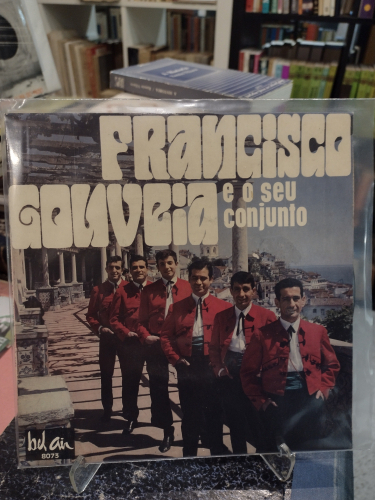 FRANCISCO
GOUVEIA
e o seu
conjunto
bel air
8075